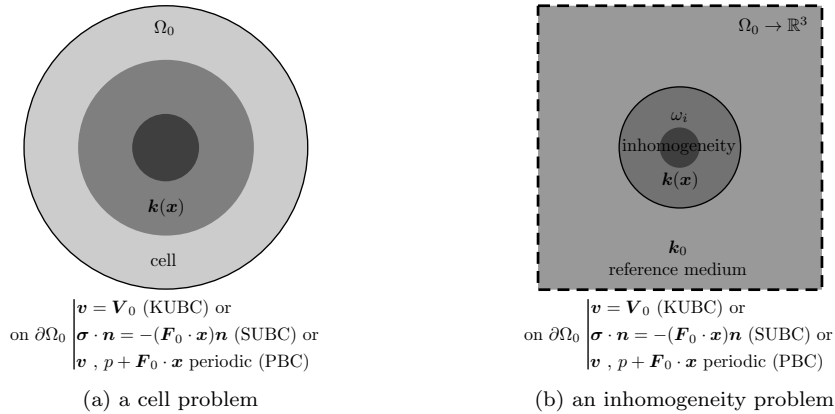 Ω₀
k(x)
cell
on ∂Ω₀ | v = V₀ (KUBC) or
σ · n = −(F₀ · x)n (SUBC) or
v , p + F₀ · x periodic (PBC)
(a) a cell problem
Ω₀ → ℝ³
ωᵢ
inhomogeneity
k(x)
k₀
reference medium
on ∂Ω₀ | v = V₀ (KUBC) or
σ · n = −(F₀ · x)n (SUBC) or
v , p + F₀ · x periodic (PBC)
(b) an inhomogeneity problem